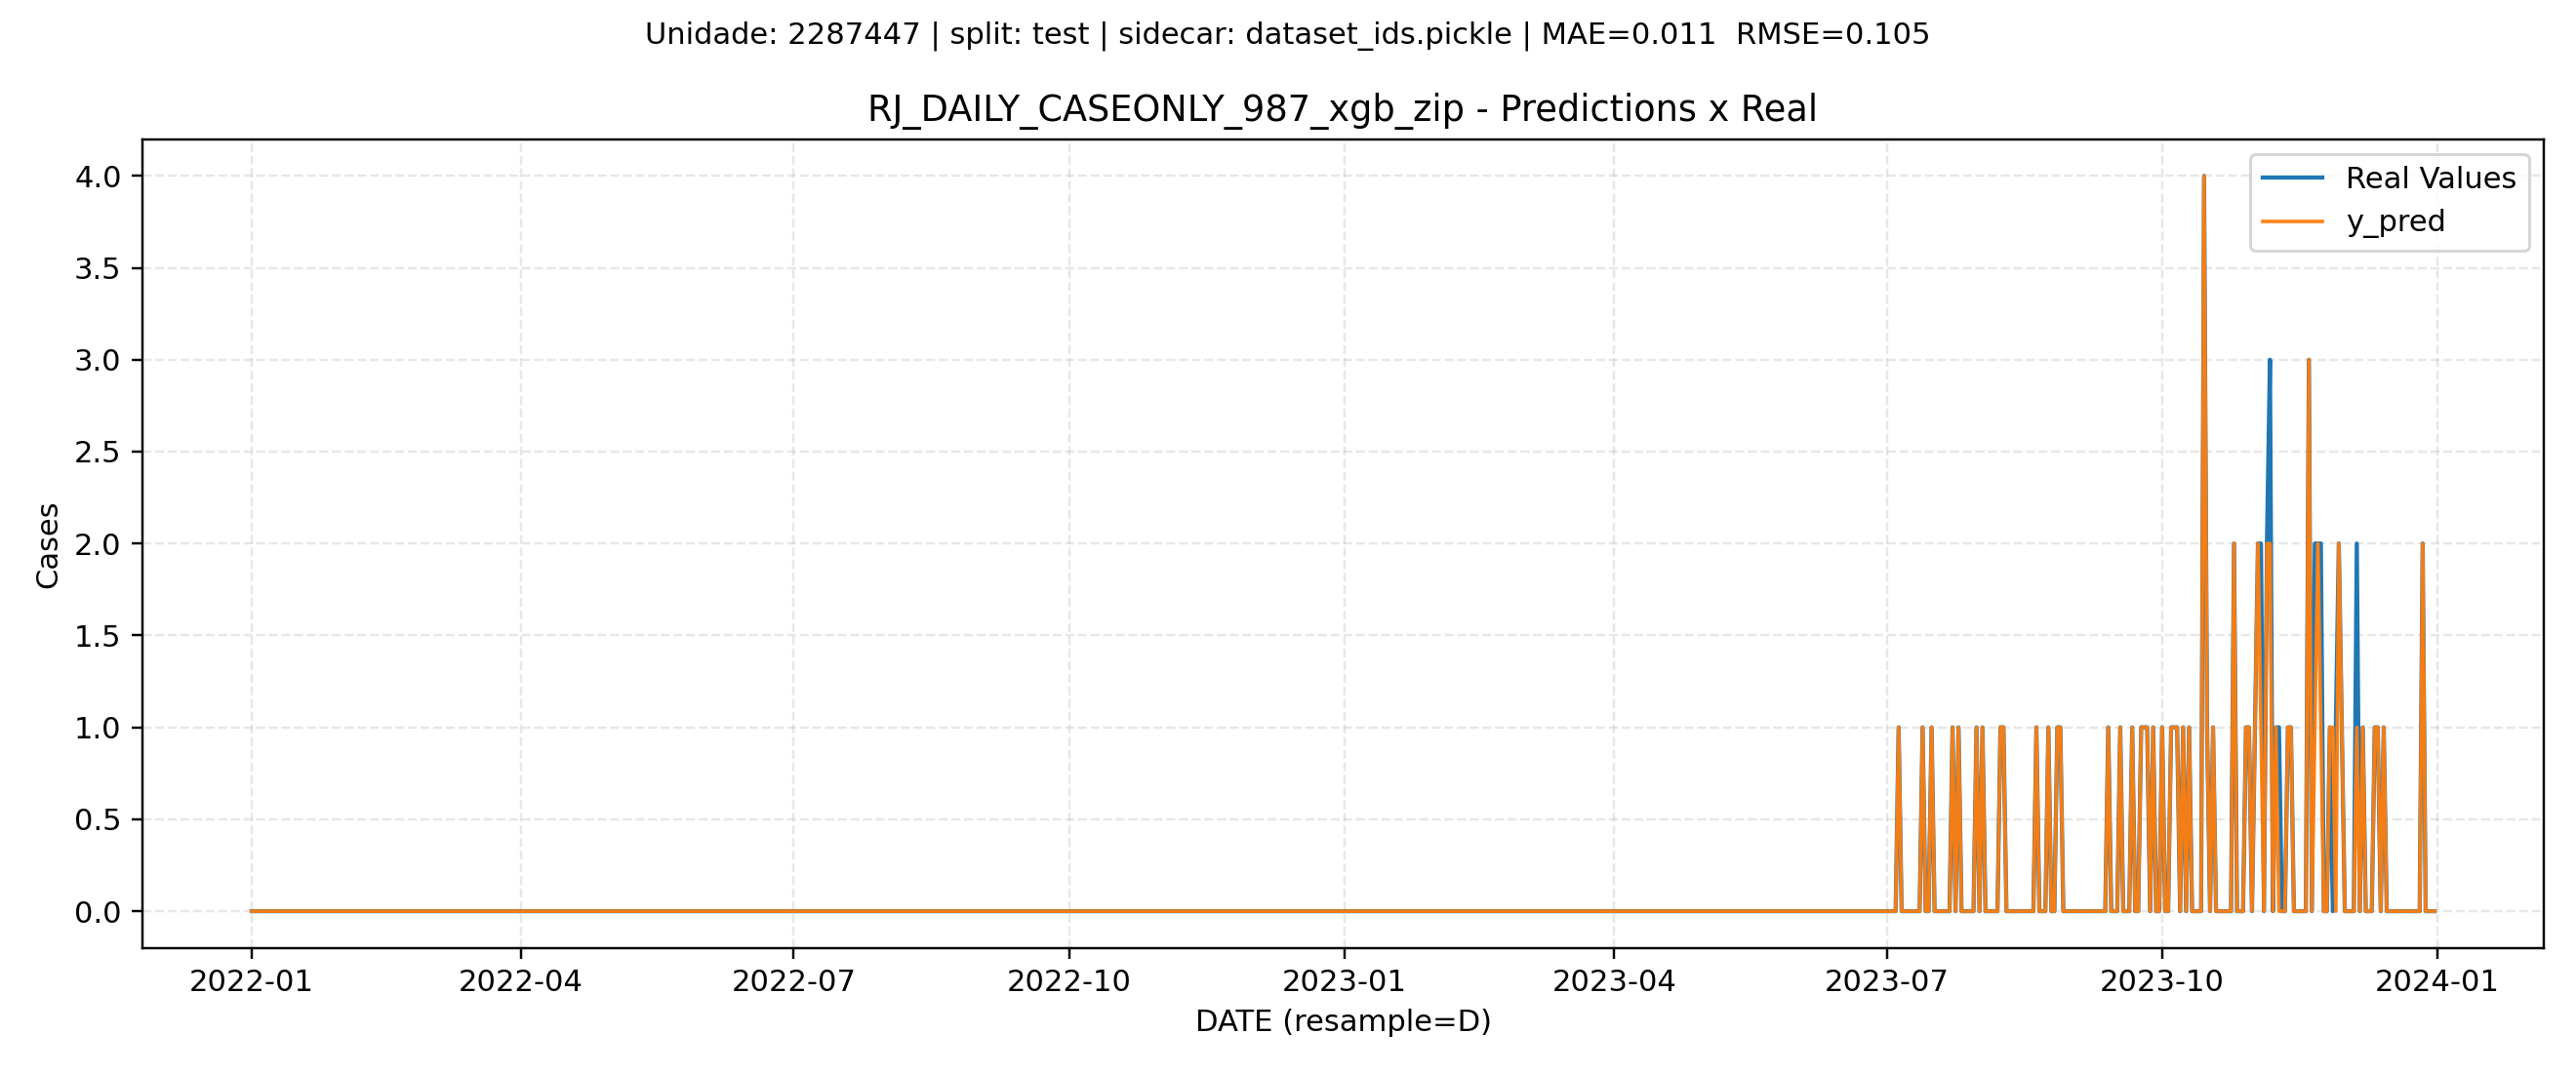 Unidade: 2287447 | split: test | sidecar: dataset_ids.pickle | MAE=0.011  RMSE=0.105
RJ_DAILY_CASEONLY_987_xgb_zip - Predictions x Real
Real Values
y_pred
Cases
4.0
3.5
3.0
2.5
2.0
1.5
1.0
0.5
0.0
2022-01 2022-04 2022-07 2022-10 2023-01 2023-04 2023-07 2023-10 2024-01
DATE (resample=D)